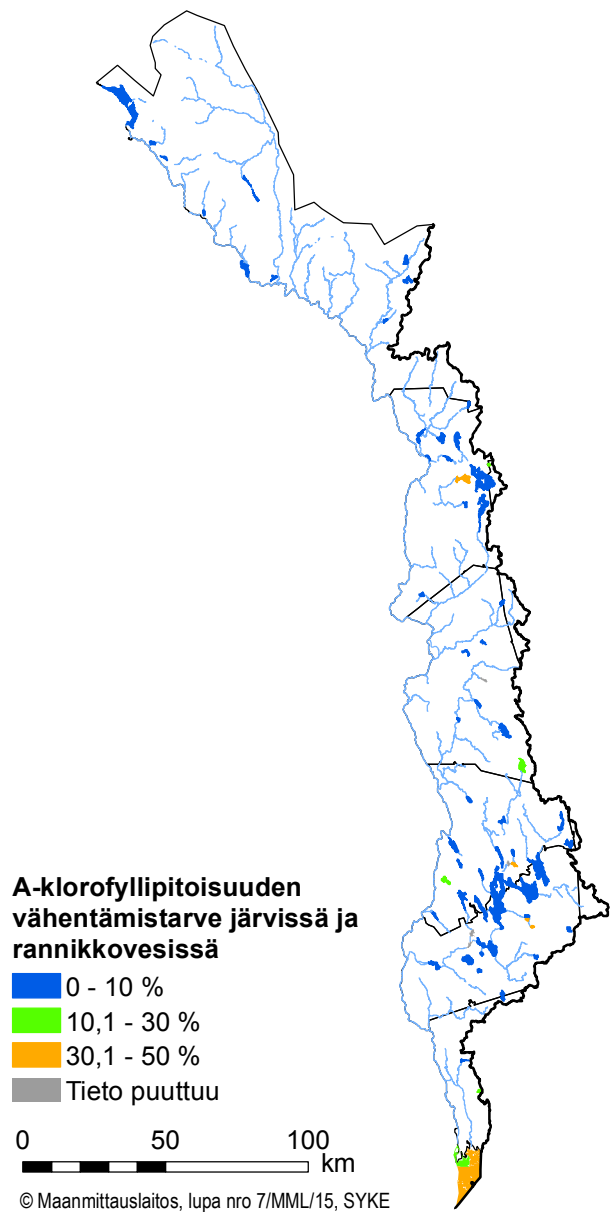 A-klorofyllipitoisuuden
vähentämistarve järvissä ja
rannikkovesissä
0 - 10 %
10,1 - 30 %
30,1 - 50 %
Tieto puuttuu
0 50 100
km
© Maanmittauslaitos, lupa nro 7/MML/15, SYKE